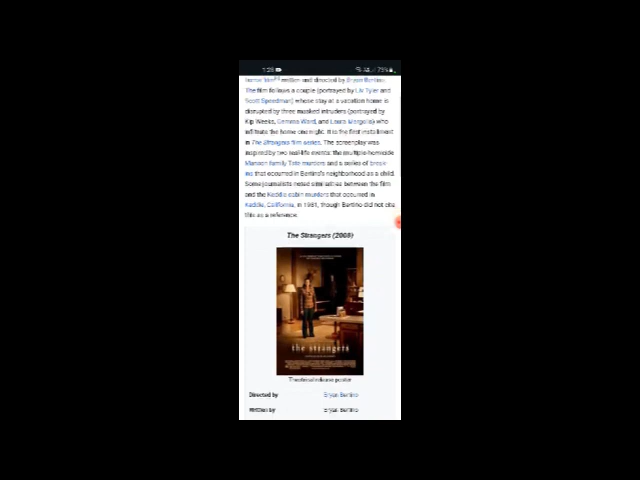 1:28 75%
horror film written and directed by Bryan Bertino.
The film follows a couple (portrayed by Liv Tyler and
Scott Speedman) whose stay at a vacation home is
disrupted by three masked intruders (portrayed by
Kip Weeks, Gemma Ward, and Laura Margolis) who
infiltrate the home one night. It is the first installment
in The Strangers film series. The screenplay was
inspired by two real-life events: the multiple-homicide
Manson family Tate murders and a series of break-
ins that occurred in Bertino's neighborhood as a child.
Some journalists noted similarities between the film
and the Keddie cabin murders that occurred in
Keddie, California, in 1981, though Bertino did not cite
this as a reference.
The Strangers (2008)
the strangers
Theatrical release poster
Directed by Bryan Bertino
Written by Bryan Bertino